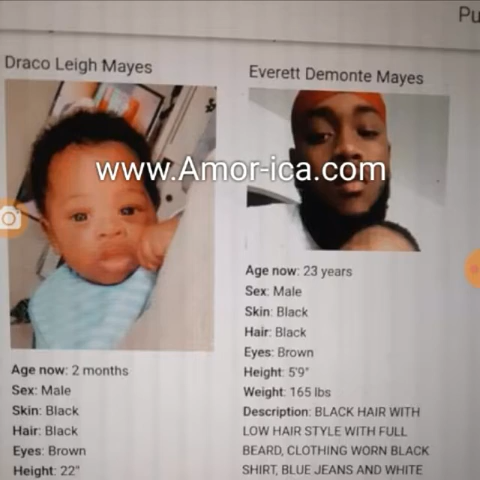 Pu
Draco Leigh Mayes
Everett Demonte Mayes
www.Amor-ica.com
Age now: 2 months
Sex: Male
Skin: Black
Hair: Black
Eyes: Brown
Height: 22"
Age now: 23 years
Sex: Male
Skin: Black
Hair: Black
Eyes: Brown
Height: 5'9"
Weight: 165 lbs
Description: BLACK HAIR WITH
LOW HAIR STYLE WITH FULL
BEARD, CLOTHING WORN BLACK
SHIRT, BLUE JEANS AND WHITE